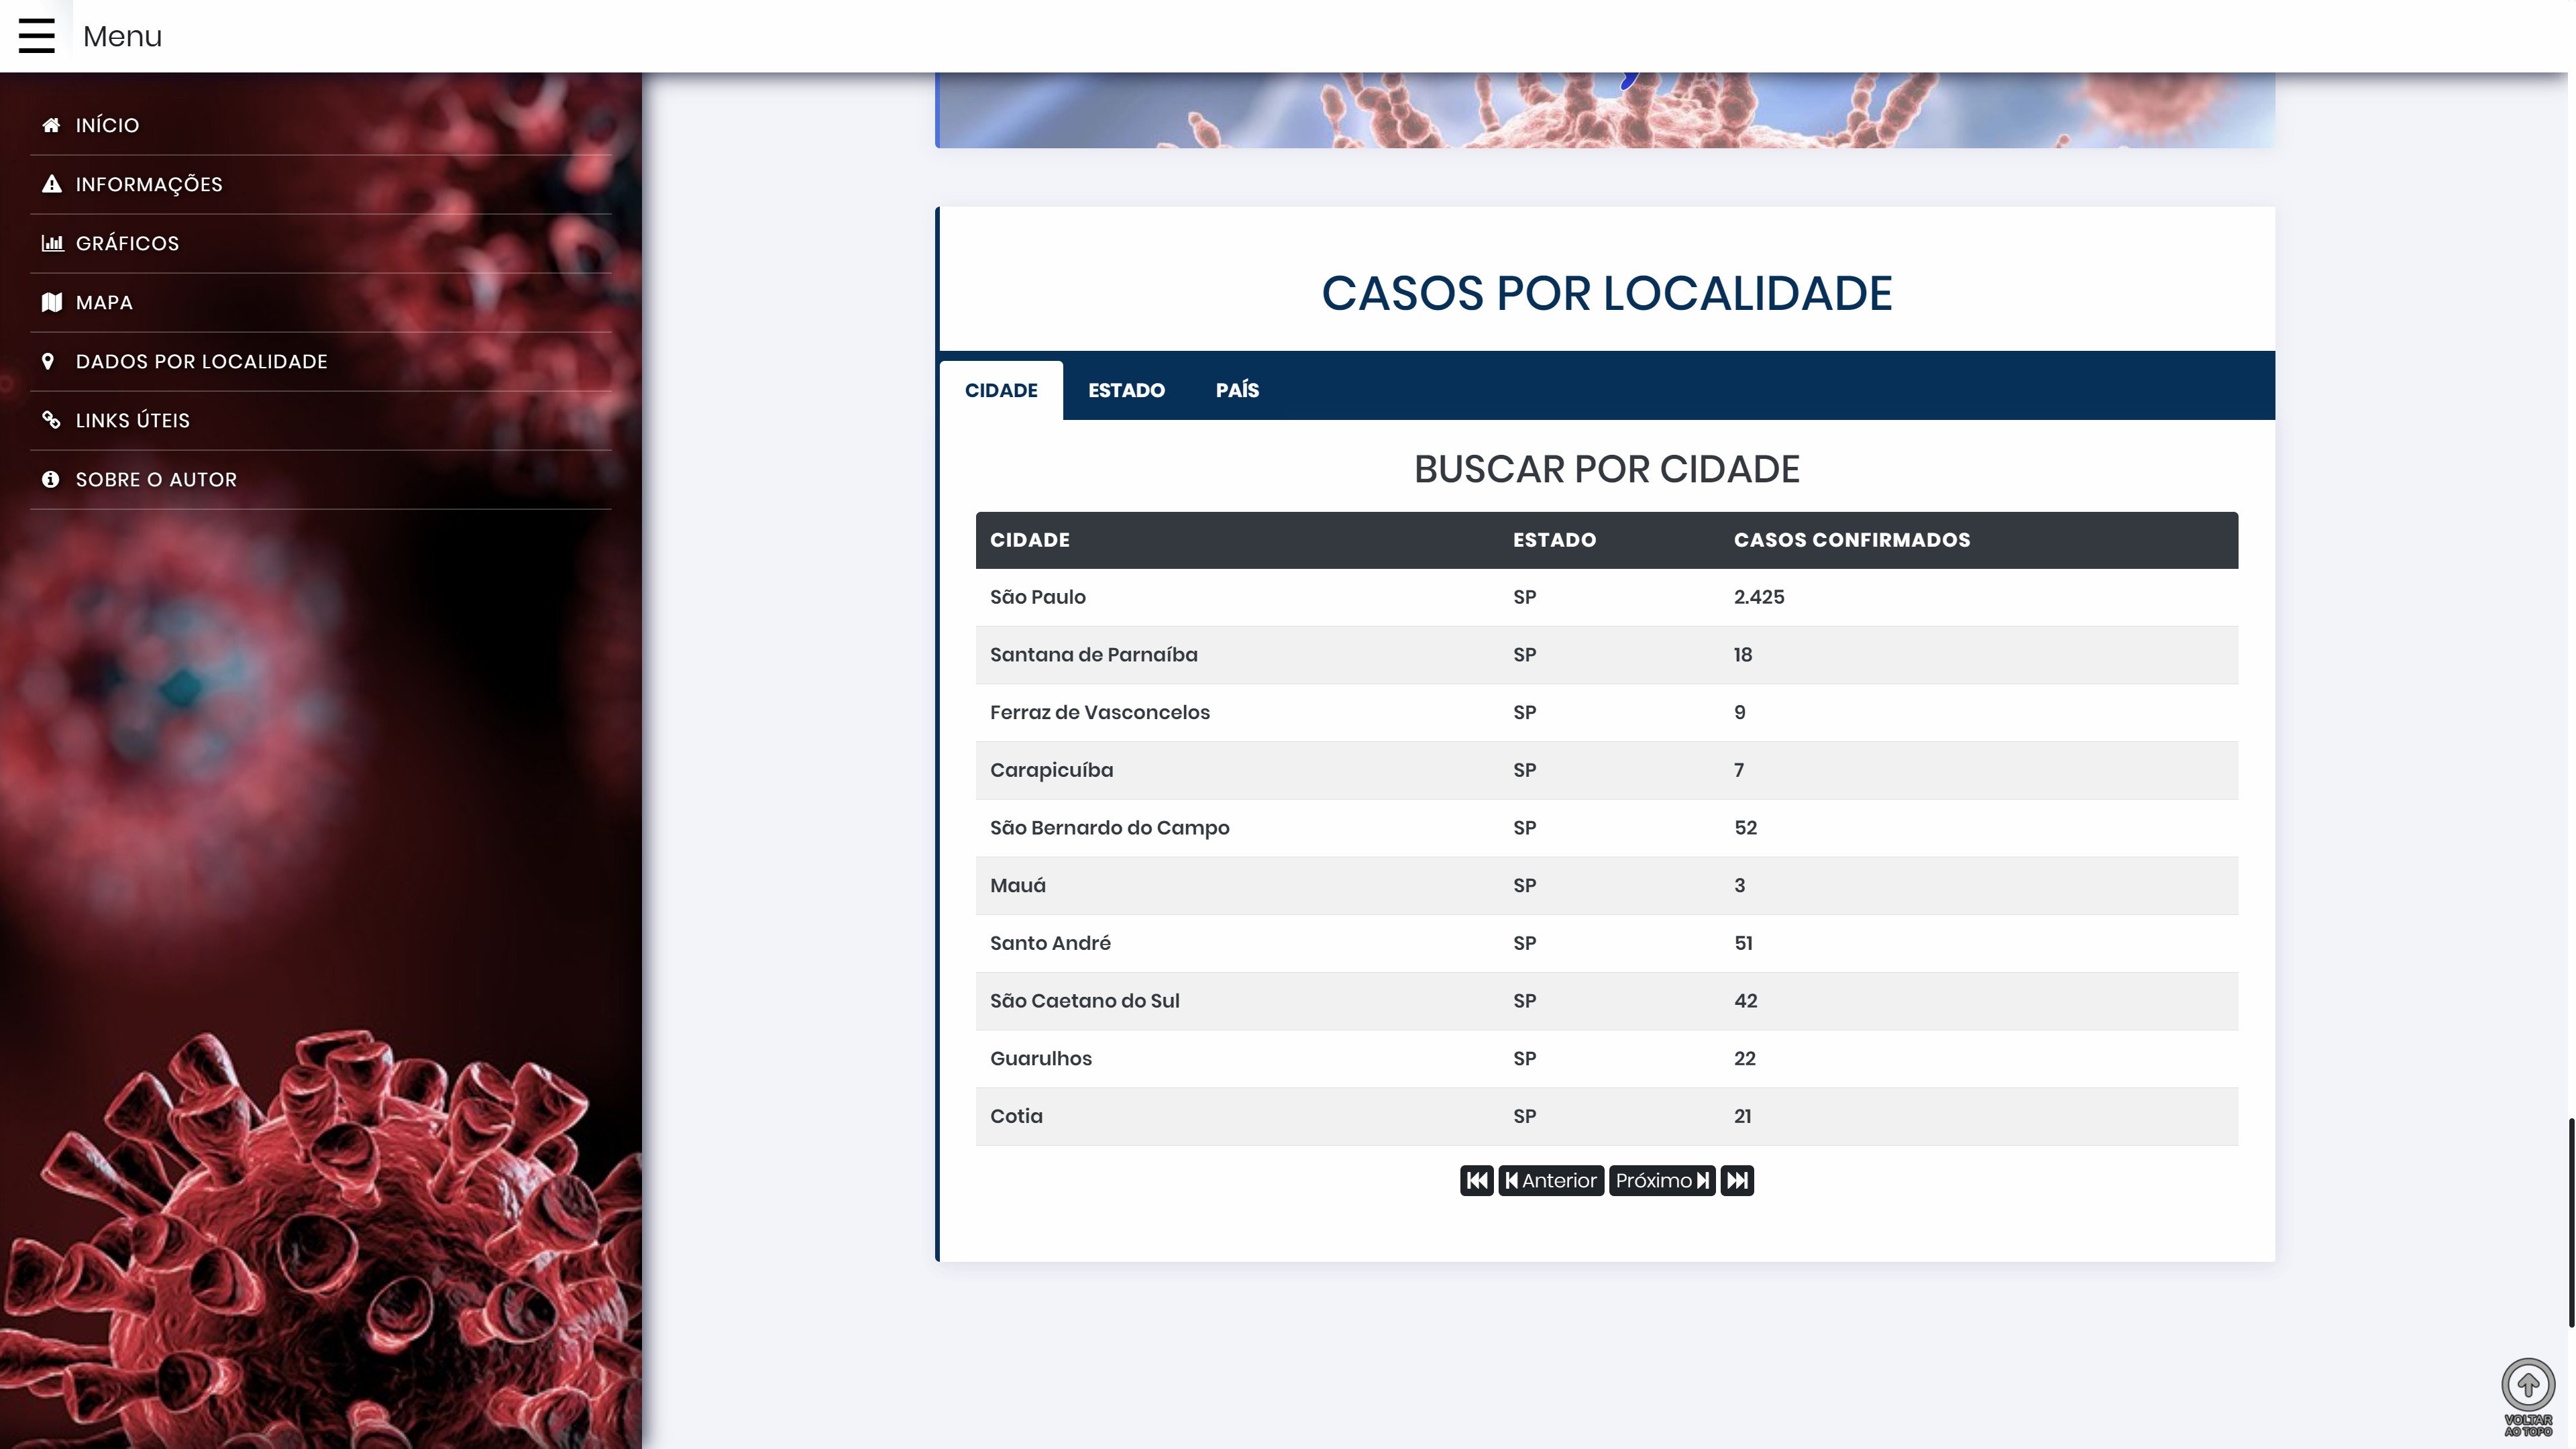 Menu
INÍCIO
INFORMAÇÕES
GRÁFICOS
MAPA
DADOS POR LOCALIDADE
LINKS ÚTEIS
SOBRE O AUTOR
CASOS POR LOCALIDADE
CIDADE ESTADO PAÍS
BUSCAR POR CIDADE
CIDADE ESTADO CASOS CONFIRMADOS
São Paulo SP 2.425
Santana de Parnaíba SP 18
Ferraz de Vasconcelos SP 9
Carapicuíba SP 7
São Bernardo do Campo SP 52
Mauá SP 3
Santo André SP 51
São Caetano do Sul SP 42
Guarulhos SP 22
Cotia SP 21
Anterior Próximo
VOLTAR
AO TOPO